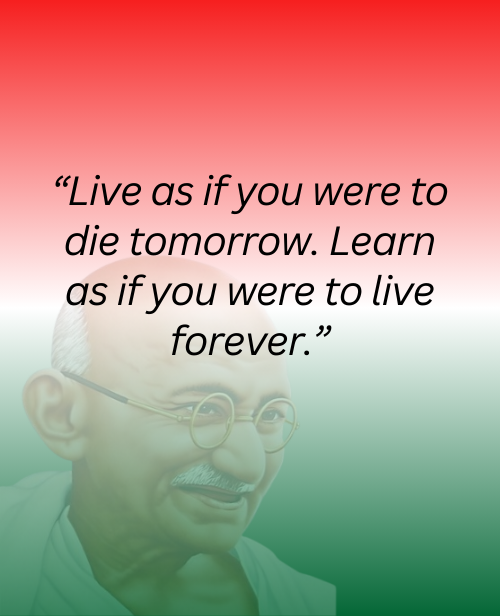 “Live as if you were to
die tomorrow. Learn
as if you were to live
forever.”